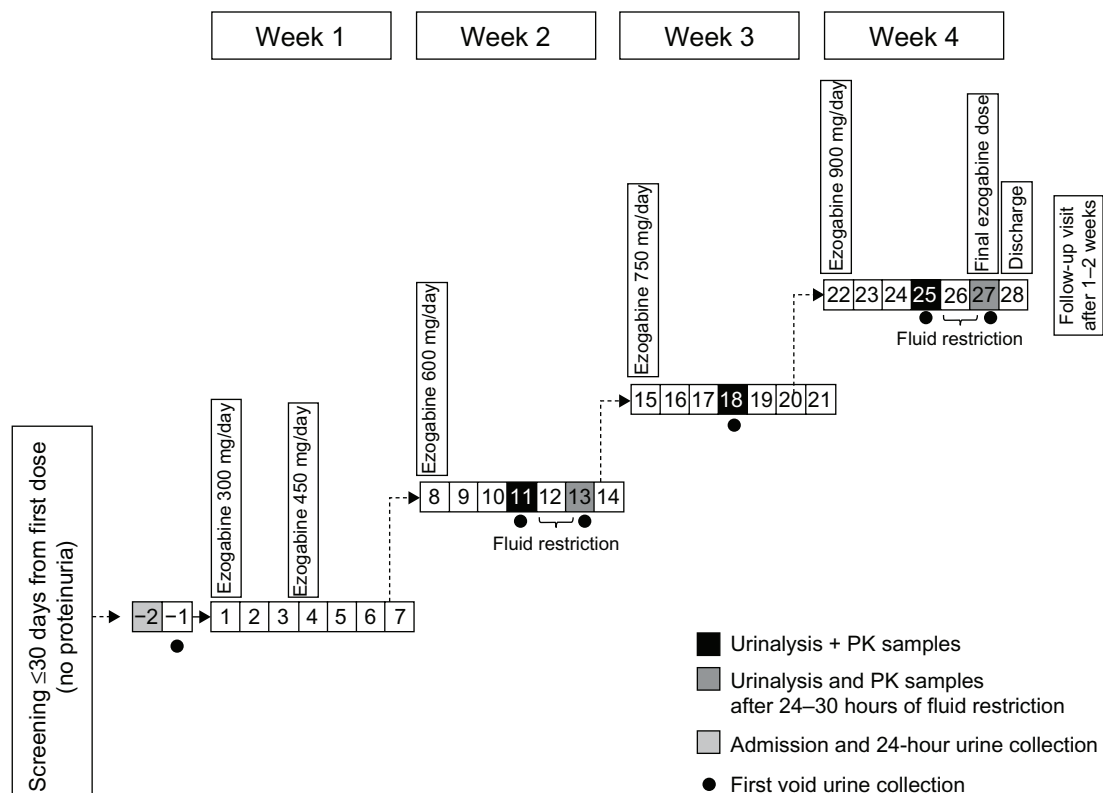 Week 1
Week 2
Week 3
Week 4
Ezogabine 900 mg/day
Final ezogabine dose
Discharge
Follow-up visit
after 1–2 weeks
22 23 24 25 26 27 28
Fluid restriction
Ezogabine 750 mg/day
15 16 17 18 19 20 21
Ezogabine 600 mg/day
8 9 10 11 12 13 14
Fluid restriction
Screening ≤30 days from first dose
(no proteinuria)
Ezogabine 300 mg/day
Ezogabine 450 mg/day
−2 −1 1 2 3 4 5 6 7
Urinalysis + PK samples
Urinalysis and PK samples
after 24–30 hours of fluid restriction
Admission and 24-hour urine collection
First void urine collection